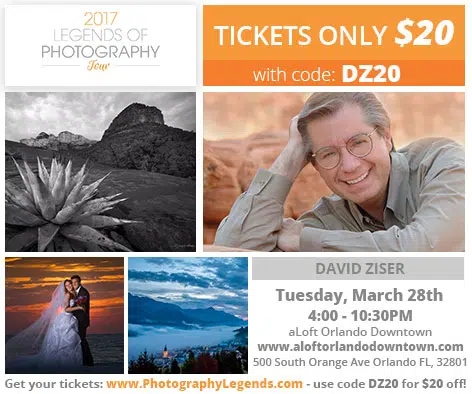 2017
LEGENDS OF
PHOTOGRAPHY
Tour
TICKETS ONLY $20
with code: DZ20
DAVID ZISER
Tuesday, March 28th
4:00 - 10:30PM
aLoft Orlando Downtown
www.aloftorlandodowntown.com
500 South Orange Ave Orlando FL, 32801
Get your tickets: www.PhotographyLegends.com - use code DZ20 for $20 off!